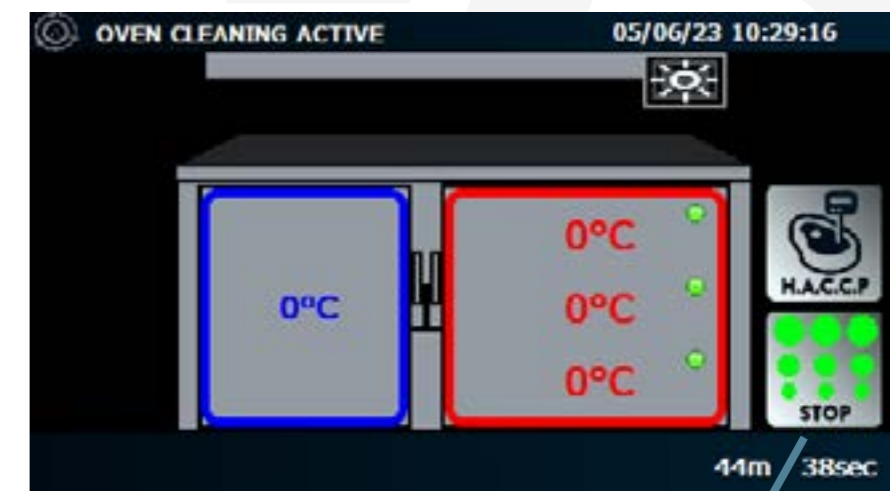 OVEN CLEANING ACTIVE 05/06/23 10:29:16
0°C
0°C
H.A.C.C.P
0°C
0°C
STOP
44m 38sec